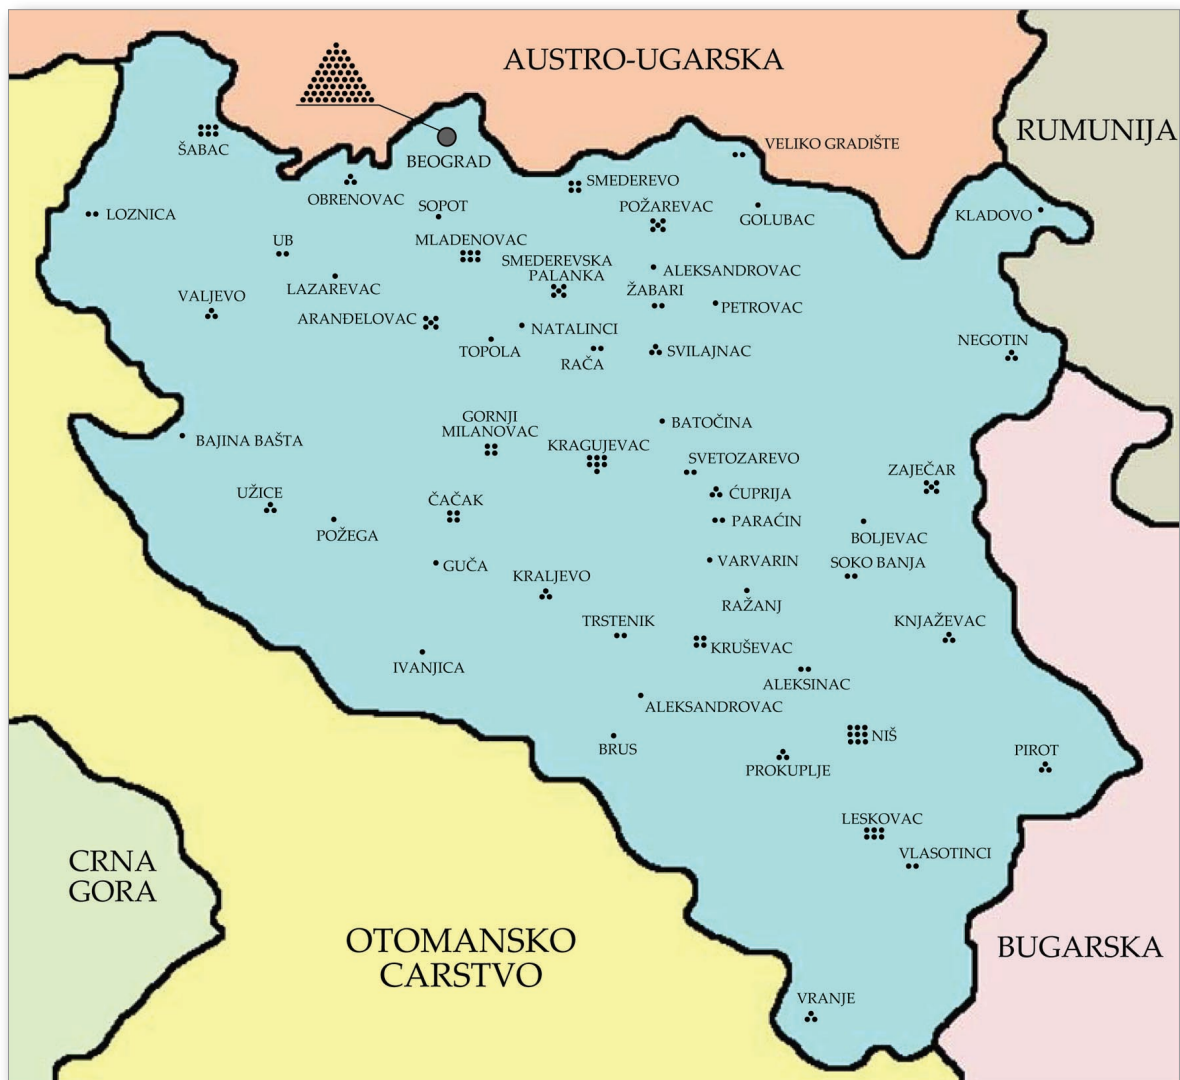 AUSTRO-UGARSKA
RUMUNIJA
VELIKO GRADIŠTE
ŠABAC
BEOGRAD
SMEDEREVO
OBRENOVAC
SOPOT
POŽAREVAC
GOLUBAC
KLADOVO
LOZNICA
UB
MLADENOVAC
SMEDEREVSKA
PALANKA
ALEKSANDROVAC
LAZAREVAC
ŽABARI
VALJEVO
PETROVAC
ARANĐELOVAC
NATALINCI
NEGOTIN
TOPOLA
RAČA
SVILAJNAC
GORNJI
MILANOVAC
BATOČINA
BAJINA BAŠTA
KRAGUJEVAC
SVETOZAREVO
ZAJEČAR
UŽICE
ČAČAK
ĆUPRIJA
POŽEGA
PARAĆIN
BOLJEVAC
GUČA
VARVARIN
SOKO BANJA
KRALJEVO
RAŽANJ
TRSTENIK
KNJAŽEVAC
KRUŠEVAC
IVANJICA
ALEKSINAC
ALEKSANDROVAC
NIŠ
BRUS
PROKUPLJE
PIROT
LESKOVAC
VLASOTINCI
CRNA
GORA
OTOMANSKO
CARSTVO
BUGARSKA
VRANJE